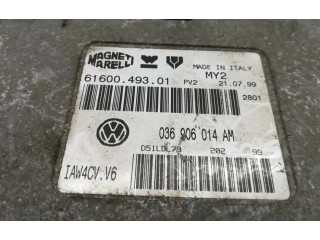 MAGNETI MARELLI
MADE IN ITALY
MY2
61600.493.01 PV2 21.07.99
2801
036 906 014 AM
D51LDL79 202 99
IAW4CV.V6